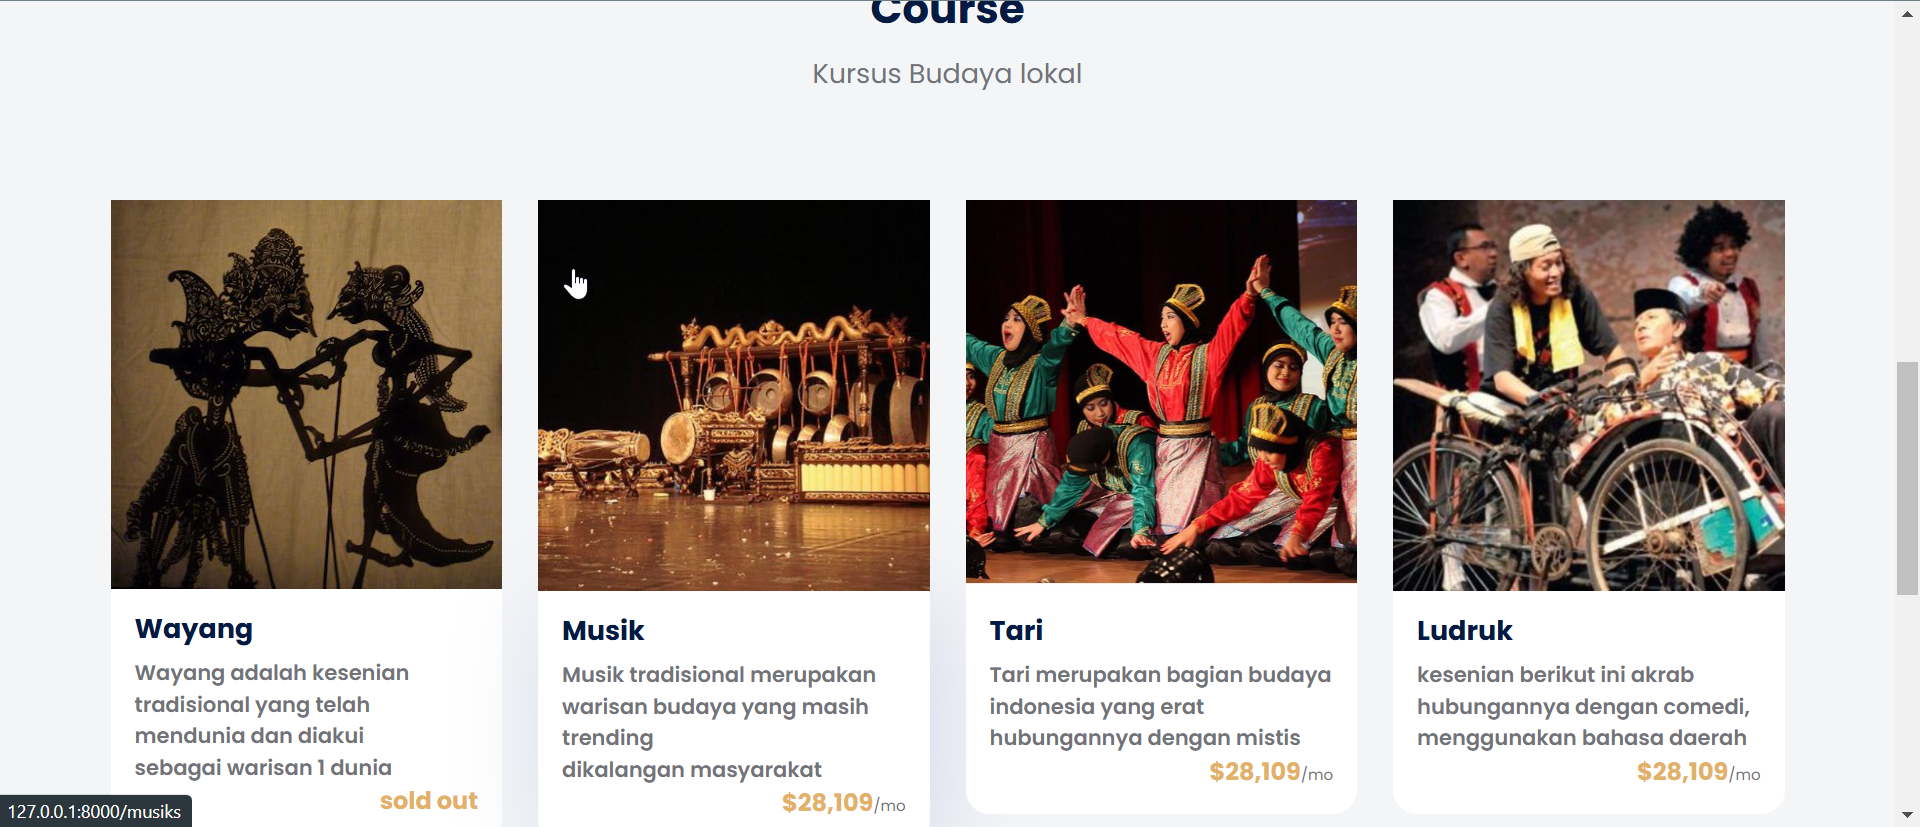 Course
Kursus Budaya lokal
Wayang
Wayang adalah kesenian
tradisional yang telah
mendunia dan diakui
sebagai warisan 1 dunia
sold out
Musik
Musik tradisional merupakan
warisan budaya yang masih
trending
dikalangan masyarakat
$28,109/mo
Tari
Tari merupakan bagian budaya
indonesia yang erat
hubungannya dengan mistis
$28,109/mo
Ludruk
kesenian berikut ini akrab
hubungannya dengan comedi,
menggunakan bahasa daerah
$28,109/mo
127.0.0.1:8000/musiks